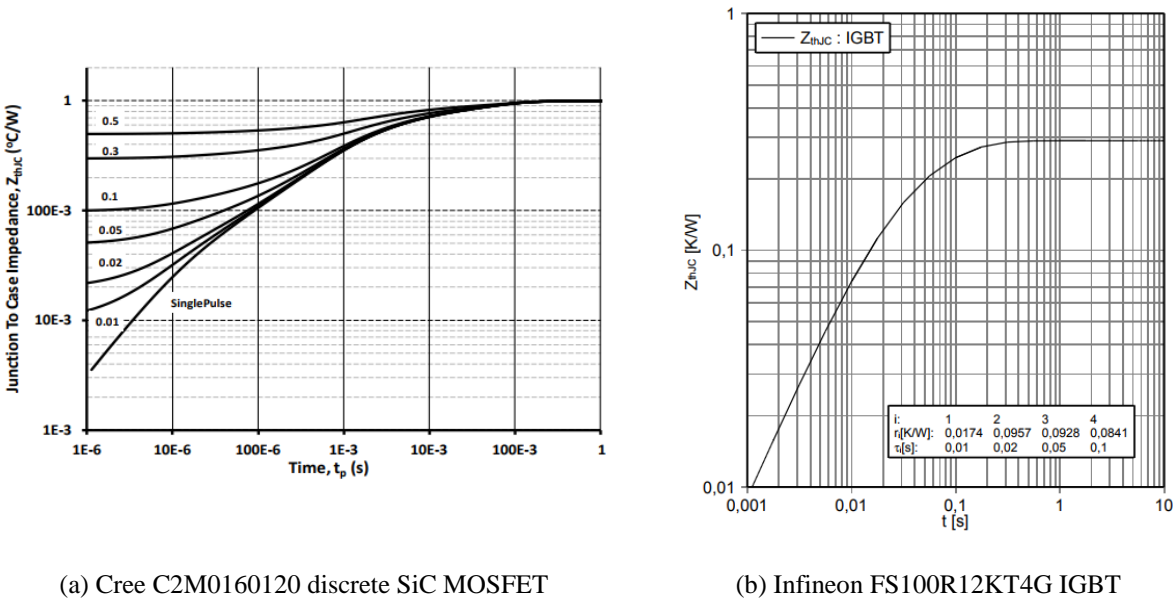 Junction To Case Impedance, ZthJC (°C/W)
1
100E-3
10E-3
1E-3
0.5
0.3
0.1
0.05
0.02
0.01
SinglePulse
1E-6 10E-6 100E-6 1E-3 10E-3 100E-3 1
Time, tp (s)
(a) Cree C2M0160120 discrete SiC MOSFET
ZthJC : IGBT
ZthJC [K/W]
1
0,1
0,01
i: 1 2 3 4
ri[K/W]: 0,0174 0,0957 0,0928 0,0841
τi[s]: 0,01 0,02 0,05 0,1
0,001 0,01 0,1 1 10
t [s]
(b) Infineon FS100R12KT4G IGBT